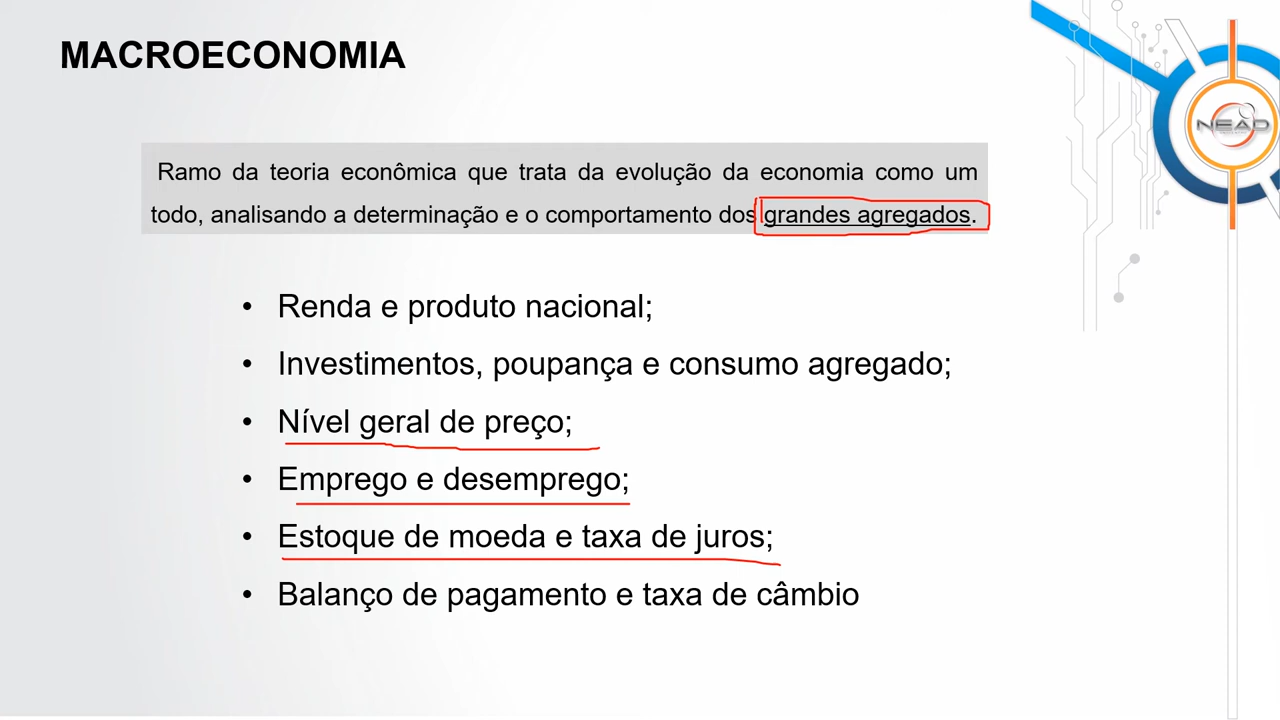 MACROECONOMIA
NEAD
Ramo da teoria econômica que trata da evolução da economia como um
todo, analisando a determinação e o comportamento dos grandes agregados.
• Renda e produto nacional;
• Investimentos, poupança e consumo agregado;
• Nível geral de preço;
• Emprego e desemprego;
• Estoque de moeda e taxa de juros;
• Balanço de pagamento e taxa de câmbio